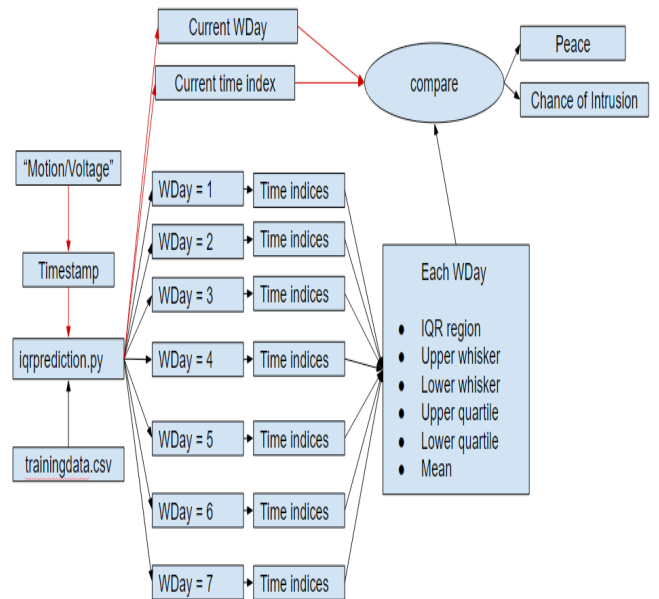 Current WDay
Peace
Current time index
compare
Chance of Intrusion
“Motion/Voltage”
WDay = 1
Time indices
WDay = 2
Time indices
Timestamp
WDay = 3
Time indices
iqrprediction.py
WDay = 4
Time indices
trainingdata.csv
WDay = 5
Time indices
WDay = 6
Time indices
WDay = 7
Time indices
Each WDay
● IQR region
● Upper whisker
● Lower whisker
● Upper quartile
● Lower quartile
● Mean